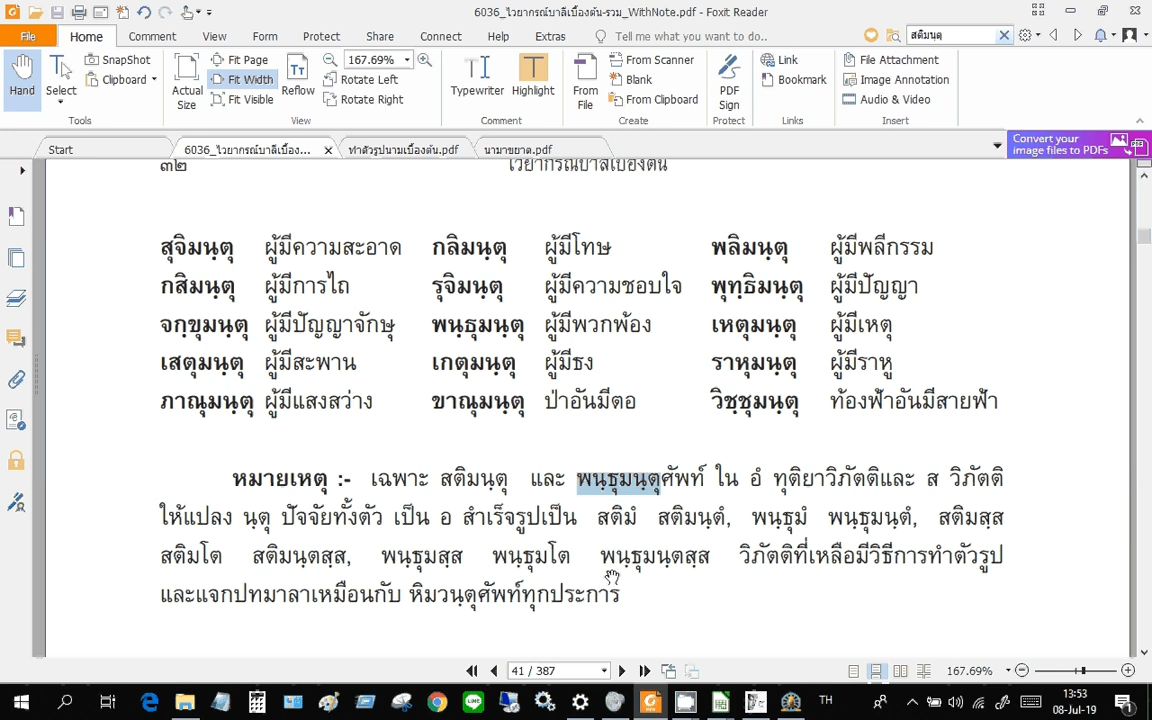 6036_ไวยากรณ์บาลีเบื้องต้น-รวม_WithNote.pdf - Foxit Reader
File Home Comment View Form Protect Share Connect Help Extras Tell me what you want to do.. สติมนฺตุ
Hand Select SnapShot Clipboard Actual Size Fit Page Fit Width Fit Visible Reflow 167.69% Rotate Left Rotate Right Typewriter Highlight From File From Scanner Blank From Clipboard PDF Sign Link Bookmark File Attachment Image Annotation Audio & Video
Tools View Comment Create Protect Links Insert
Start 6036_ไวยากรณ์บาลีเบื้อง... ทำตัวรูปนามเบื้องต้น.pdf นามาขยาต.pdf Convert your image files to PDFs
๓๒ ไวยากรณ์บาลีเบื้องต้น
สุจิมนฺตุ ผู้มีความสะอาด กลิมนฺตุ ผู้มีโทษ พลิมนฺตุ ผู้มีพลีกรรม
กสิมนฺตุ ผู้มีการไถ รุจิมนฺตุ ผู้มีความชอบใจ พุทฺธิมนฺตุ ผู้มีปัญญา
จกฺขุมนฺตุ ผู้มีปัญญาจักษุ พนฺธุมนฺตุ ผู้มีพวกพ้อง เหตุมนฺตุ ผู้มีเหตุ
เสตุมนฺตุ ผู้มีสะพาน เกตุมนฺตุ ผู้มีธง ราหุมนฺตุ ผู้มีราหู
ภาณุมนฺตุ ผู้มีแสงสว่าง ขาณุมนฺตุ ป่าอันมีตอ วิชฺชุมนฺตุ ท้องฟ้าอันมีสายฟ้า
หมายเหตุ :- เฉพาะ สติมนฺตุ และ พนฺธุมนฺตุศัพท์ ใน อํ ทุติยาวิภัตติและ ส วิภัตติ
ให้แปลง นฺตุ ปัจจัยทั้งตัว เป็น อ สำเร็จรูปเป็น สติมํ สติมนฺตํ, พนฺธุมํ พนฺธุมนฺตํ, สติมสฺส
สติมโต สติมนฺตสฺส, พนฺธุมสฺส พนฺธุมโต พนฺธุมนฺตสฺส วิภัตติที่เหลือมีวิธีการทำตัวรูป
และแจกปทมาลาเหมือนกับ หิมวนฺตุศัพท์ทุกประการ
41 / 387 167.69%
TH 13:53
08-Jul-19